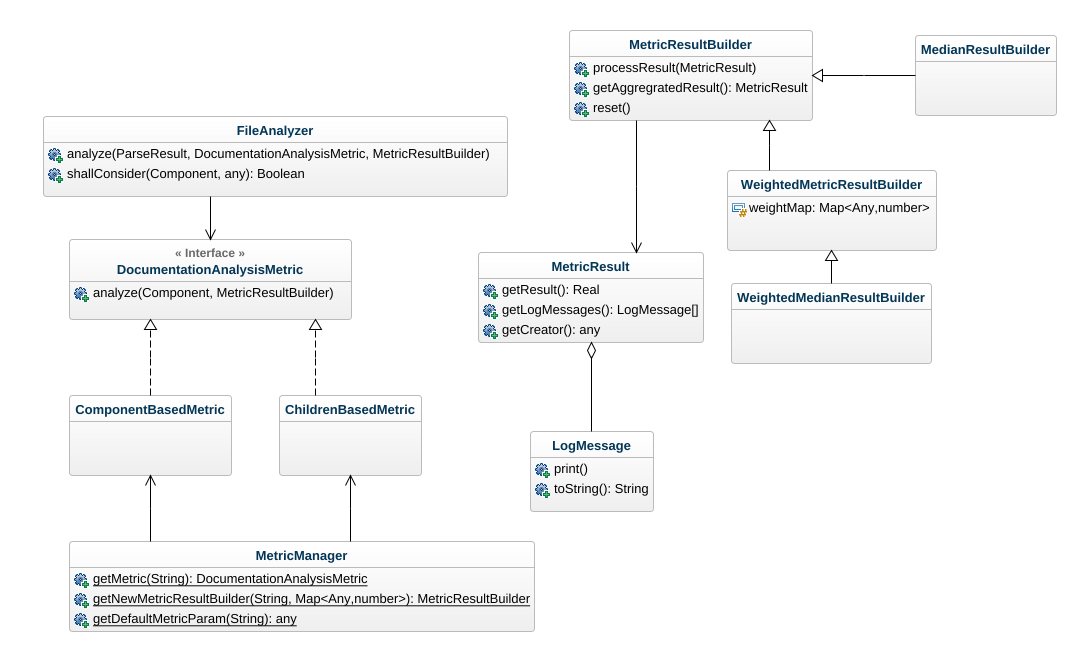 MetricResultBuilder
processResult(MetricResult)
getAggregratedResult(): MetricResult
reset()
MedianResultBuilder
FileAnalyzer
analyze(ParseResult, DocumentationAnalysisMetric, MetricResultBuilder)
shallConsider(Component, any): Boolean
WeightedMetricResultBuilder
weightMap: Map<Any,number>
« Interface »
DocumentationAnalysisMetric
analyze(Component, MetricResultBuilder)
MetricResult
getResult(): Real
getLogMessages(): LogMessage[]
getCreator(): any
WeightedMedianResultBuilder
ComponentBasedMetric
ChildrenBasedMetric
LogMessage
print()
toString(): String
MetricManager
getMetric(String): DocumentationAnalysisMetric
getNewMetricResultBuilder(String, Map<Any,number>): MetricResultBuilder
getDefaultMetricParam(String): any